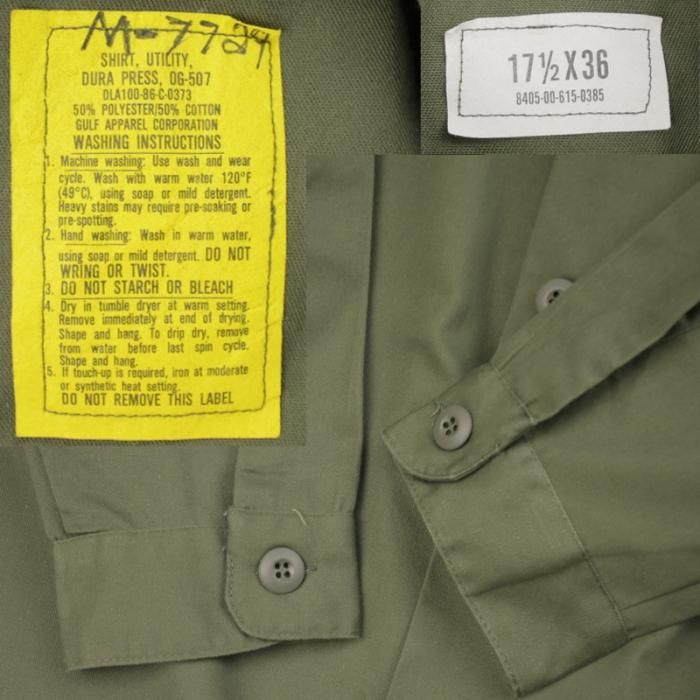 M-7724
SHIRT, UTILITY,
DURA PRESS, OG-507
DLA100-86-C-0373
50% POLYESTER/50% COTTON
GULF APPAREL CORPORATION
WASHING INSTRUCTIONS
1. Machine washing: Use wash and wear
cycle. Wash with warm water 120°F
(49°C), using soap or mild detergent.
Heavy stains may require pre-soaking or
pre-spotting.
2. Hand washing: Wash in warm water,
using soap or mild detergent. DO NOT
WRING OR TWIST.
3. DO NOT STARCH OR BLEACH
4. Dry in tumble dryer at warm setting.
Remove immediately at end of drying.
Shape and hang. To drip dry, remove
from water before last spin cycle.
Shape and hang.
5. If touch-up is required, iron at moderate
or synthetic heat setting.
DO NOT REMOVE THIS LABEL
17½ X 36
8405-00-615-0385